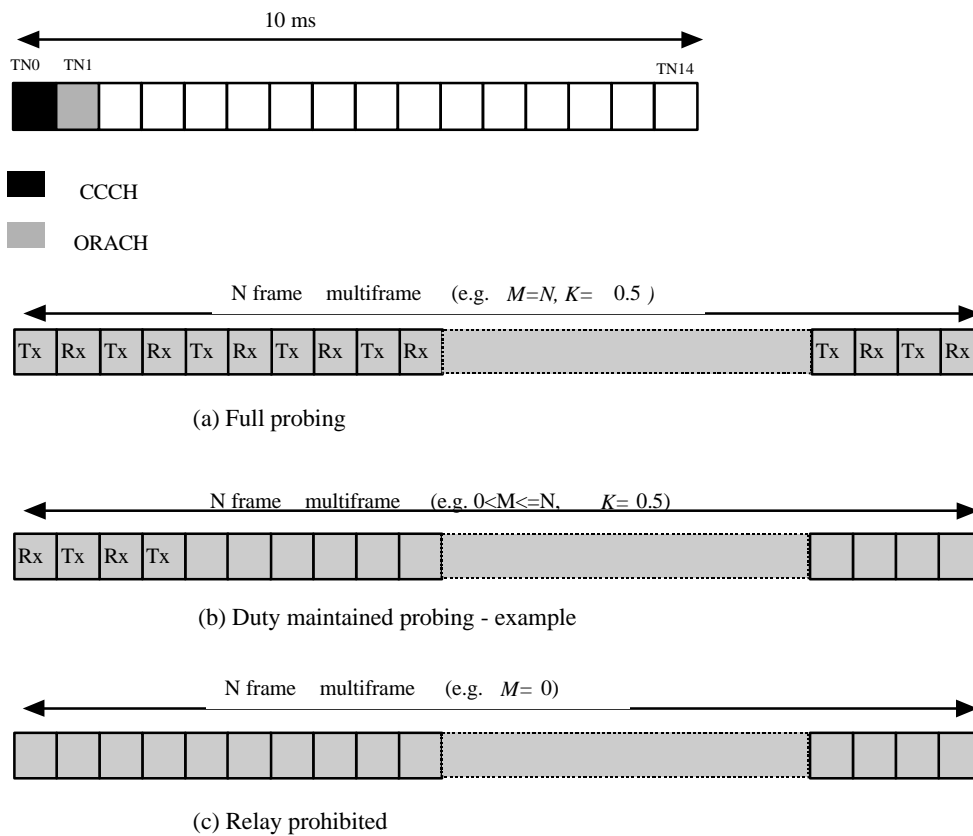 10 ms
TN0 TN1 TN14
CCCH
ORACH
N frame multiframe (e.g. M=N, K= 0.5 )
Tx Rx Tx Rx Tx Rx Tx Rx Tx Rx Tx Rx Tx Rx
(a) Full probing
N frame multiframe (e.g. 0<M<=N, K= 0.5)
Rx Tx Rx Tx
(b) Duty maintained probing - example
N frame multiframe (e.g. M= 0)
(c) Relay prohibited